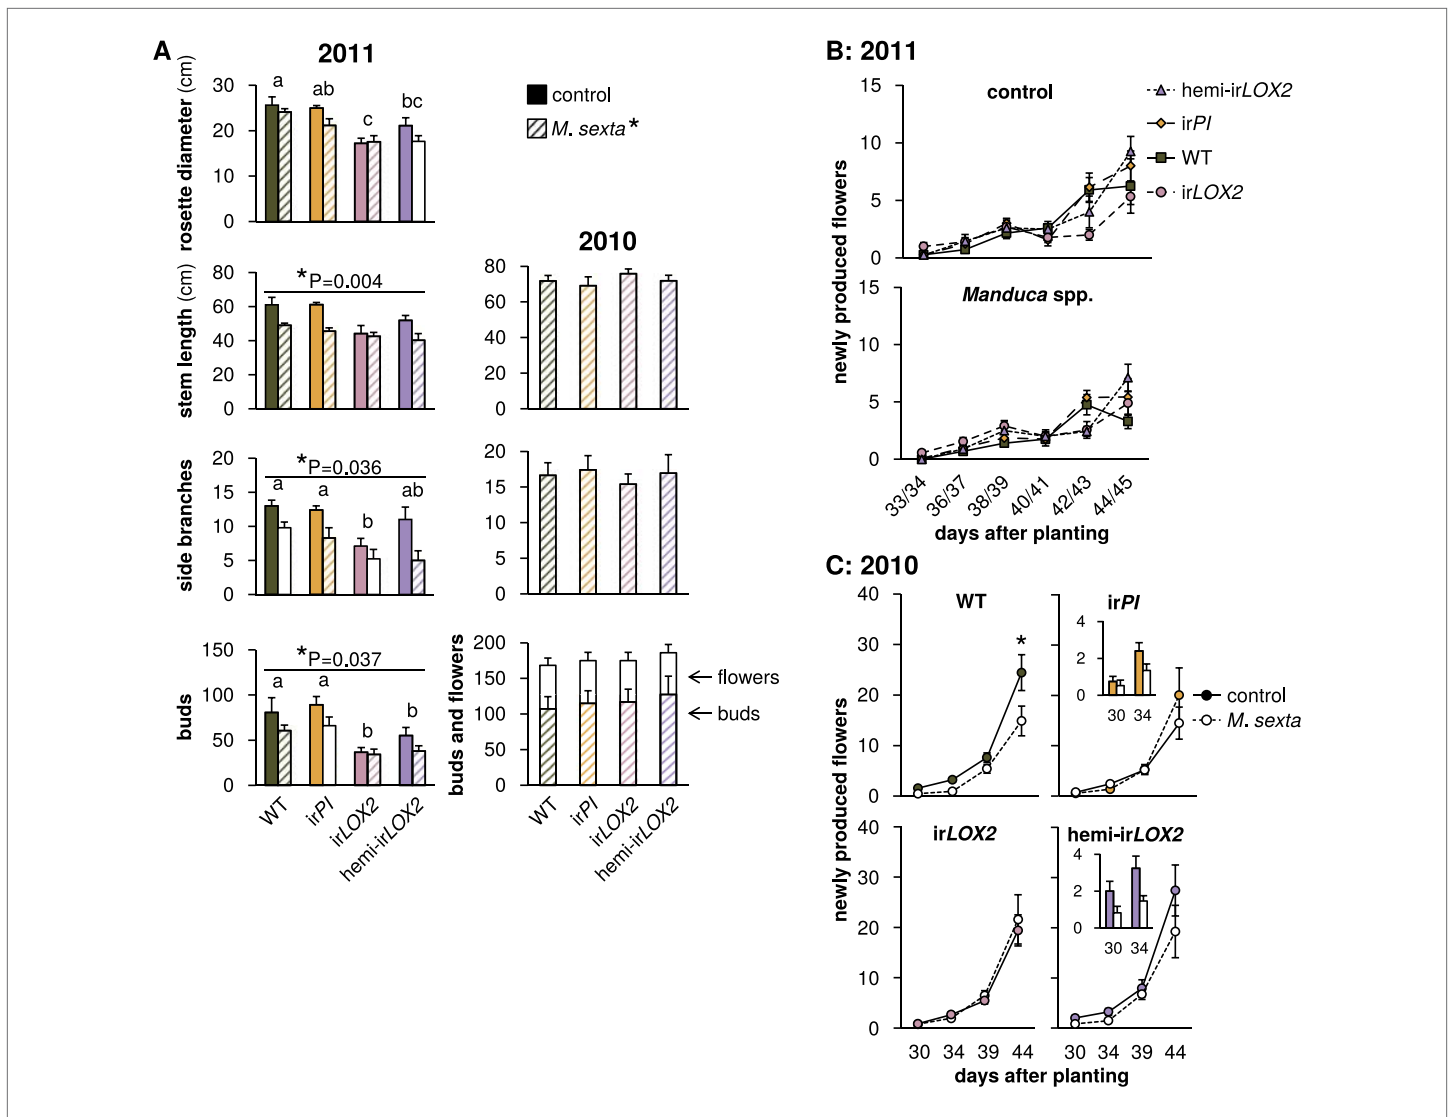 A
2011
rosette diameter (cm)
30
20
10
0
a
ab
c
bc
control
M. sexta*
stem length (cm)
80
60
40
20
0
*P=0.004
2010
80
60
40
20
0
side branches
20
15
10
5
0
*P=0.036
a
a
b
ab
20
15
10
5
0
buds
150
100
50
0
*P=0.037
a
a
b
b
WT
irPI
irLOX2
hemi-irLOX2
buds and flowers
200
150
100
50
0
flowers
buds
WT
irPI
irLOX2
hemi-irLOX2
B: 2011
newly produced flowers
15
10
5
0
control
hemi-irLOX2
irPI
WT
irLOX2
15
10
5
0
Manduca spp.
33/34
36/37
38/39
40/41
42/43
44/45
days after planting
C: 2010
newly produced flowers
40
30
20
10
0
WT
*
irPI
4
2
0
30 34
control
M. sexta
newly produced flowers
40
30
20
10
0
irLOX2
hemi-irLOX2
4
2
0
30 34
30 34 39 44
30 34 39 44
days after planting